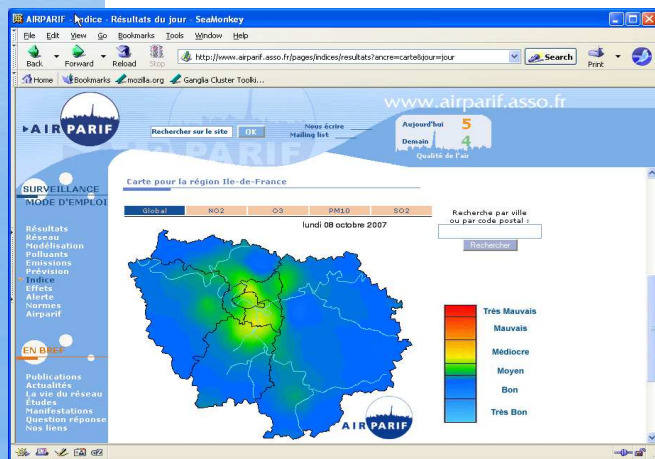 AIRPARIF - Indice - Résultats du jour - SeaMonkey
File Edit View Go Bookmarks Tools Window Help
Back Forward Reload Stop http://www.airparif.asso.fr/pages/indices/resultats?ancre=carte&jour=jour Search Print
Home Bookmarks mozilla.org Ganglia Cluster Toolki...
www.airparif.asso.fr
AIRPARIF
Rechercher sur le site OK
Nous écrire
Mailing list
Aujourd'hui 5
Demain 4
Qualité de l'air
AIRPARIF
SURVEILLANCE
MODE D'EMPLOI
Résultats
Réseau
Modélisation
Polluants
Emissions
Prévision
Indice
Effets
Alerte
Normes
Airparif
EN BREF
Publications
Actualités
La vie du réseau
Études
Manifestations
Question réponse
Nos liens
Carte pour la région Ile-de-France
Global NO2 O3 PM10 SO2
lundi 08 octobre 2007
Recherche par ville
ou par code postal :
Rechercher
Très Mauvais
Mauvais
Médiocre
Moyen
Bon
Très Bon
AIRPARIF